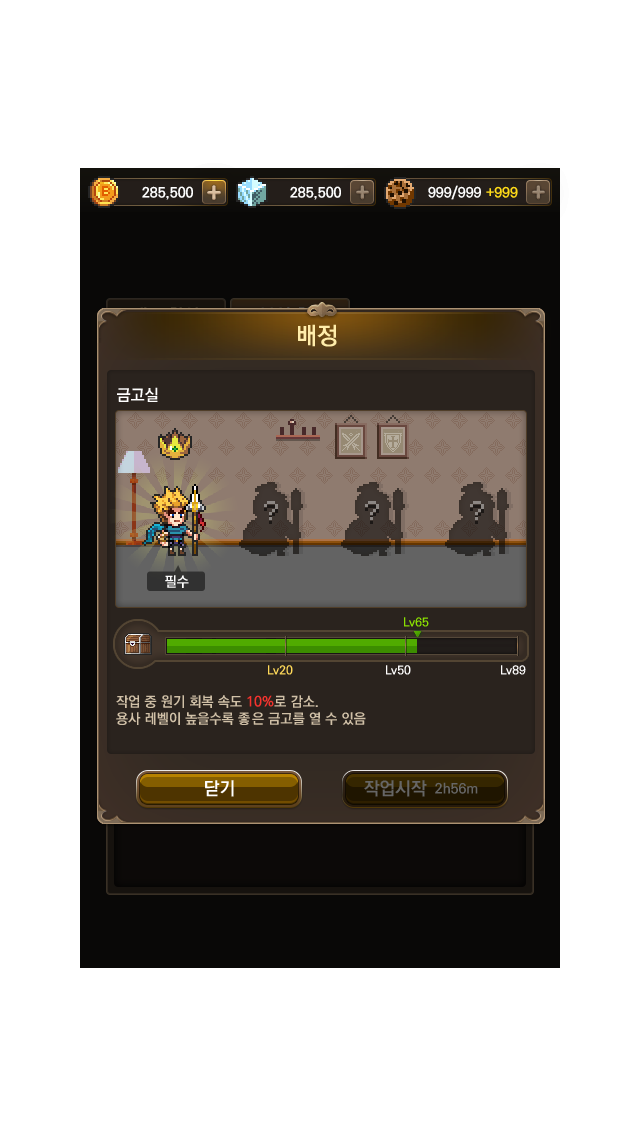 285,500
285,500
999/999 +999
배정
금고실
? ? ?
필수
Lv65
Lv20 Lv50 Lv89
작업 중 원기 회복 속도 10%로 감소.
용사 레벨이 높을수록 좋은 금고를 열 수 있음
닫기
작업시작 2h56m